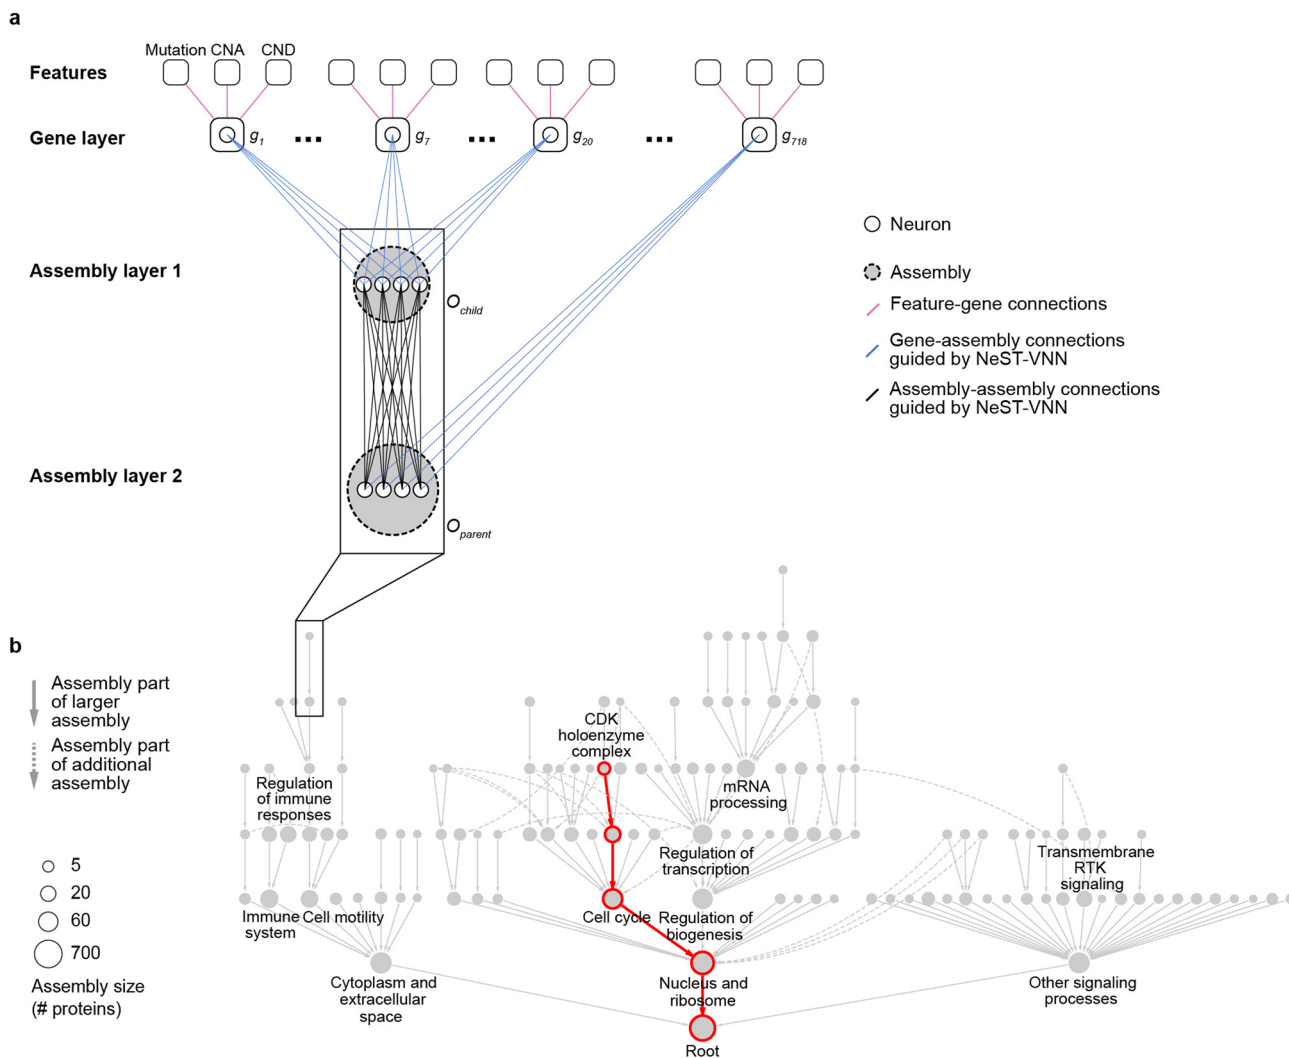 a
Mutation CNA CND
Features
Gene layer
g1
...
g7
...
g20
...
g718
Neuron
Assembly layer 1
Assembly
Ochild
Feature-gene connections
Gene-assembly connections
guided by NeST-VNN
Assembly-assembly connections
guided by NeST-VNN
Assembly layer 2
Oparent
b
Assembly part
of larger
assembly
Assembly part
of additional
assembly
CDK
holoenzyme
complex
Regulation
of immune
responses
mRNA
processing
Regulation of
transcription
Transmembrane
RTK
signaling
5
20
60
700
Assembly size
(# proteins)
Immune
system
Cell motility
Cell cycle
Regulation of
biogenesis
Cytoplasm and
extracellular
space
Nucleus and
ribosome
Other signaling
processes
Root